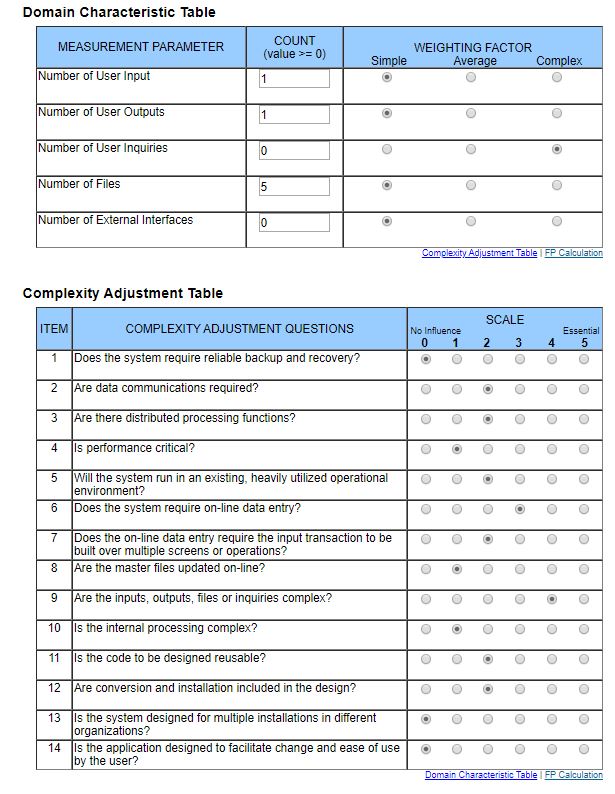 Domain Characteristic Table
MEASUREMENT PARAMETER
COUNT
(value >= 0)
WEIGHTING FACTOR
Simple Average Complex
Number of User Input 1
Number of User Outputs 1
Number of User Inquiries 0
Number of Files 5
Number of External Interfaces 0
Complexity Adjustment Table | FP Calculation
Complexity Adjustment Table
ITEM COMPLEXITY ADJUSTMENT QUESTIONS
SCALE
No Influence Essential
0 1 2 3 4 5
1 Does the system require reliable backup and recovery?
2 Are data communications required?
3 Are there distributed processing functions?
4 Is performance critical?
5 Will the system run in an existing, heavily utilized operational
environment?
6 Does the system require on-line data entry?
7 Does the on-line data entry require the input transaction to be
built over multiple screens or operations?
8 Are the master files updated on-line?
9 Are the inputs, outputs, files or inquiries complex?
10 Is the internal processing complex?
11 Is the code to be designed reusable?
12 Are conversion and installation included in the design?
13 Is the system designed for multiple installations in different
organizations?
14 Is the application designed to facilitate change and ease of use
by the user?
Domain Characteristic Table | FP Calculation